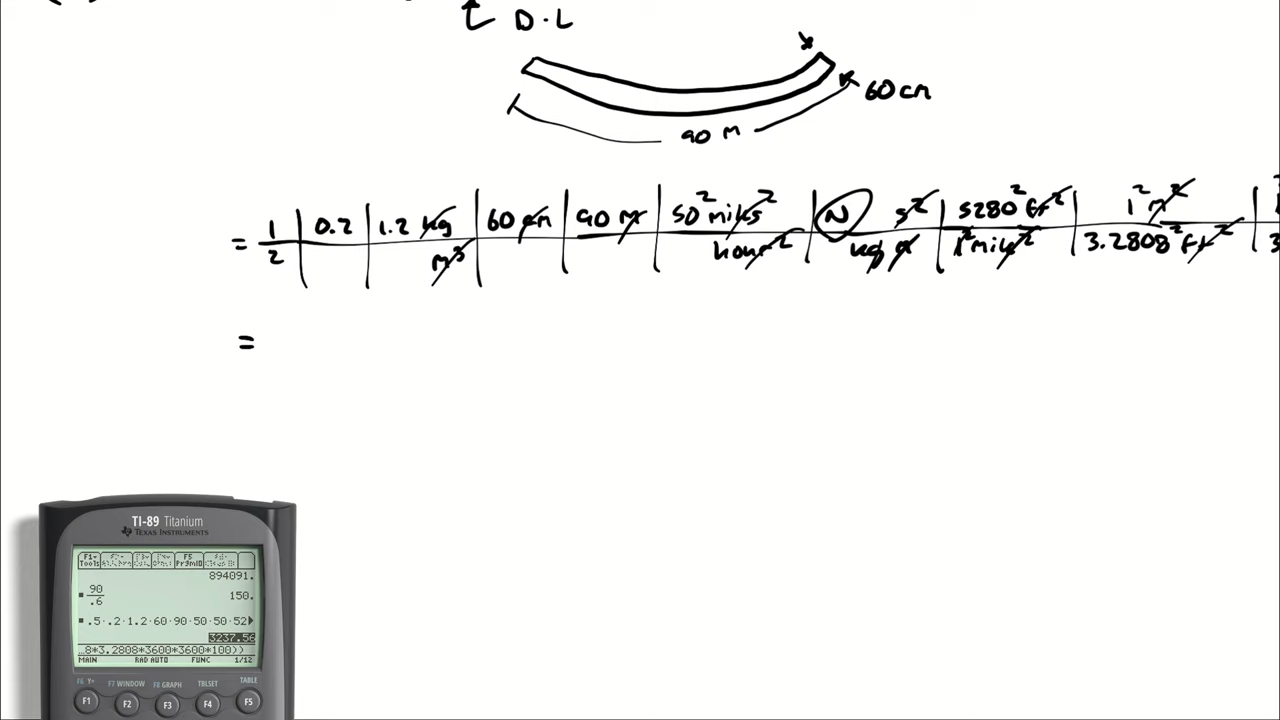 D·L
60 cm
90 m
= 1/2 | 0.2 | 1.2 kg/m³ | 60 cm | 90 m | 50² miles²/hour² | N s²/kg m | 5280² ft²/1² mile² | 1² m²/3.2808² ft² |
=
TI-89 Titanium
TEXAS INSTRUMENTS
F1 Tools F5 PrgmIO
894091.
90/.6 150.
.5·.2·1.2·60·90·50·50·52
3237.56
…8*3.2808*3600*3600*100))
MAIN RAD AUTO FUNC 1/12
F6 Y= F7 WINDOW F8 GRAPH TBLSET TABLE
F1 F2 F3 F4 F5